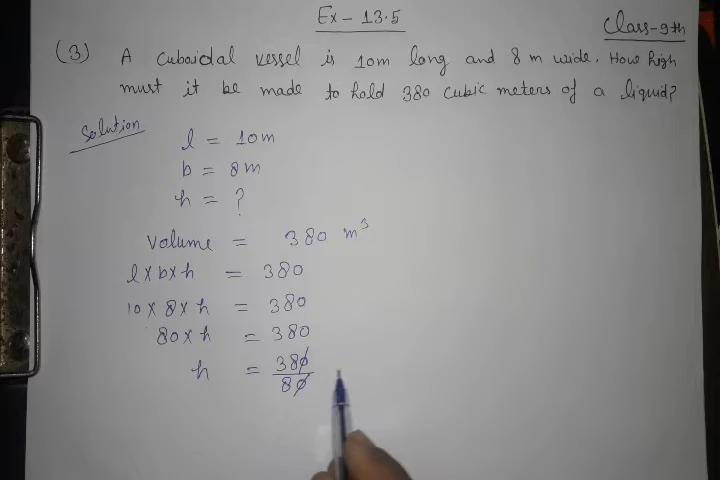 Ex - 13.5
Class-9th
(3) A cuboidal vessel is 10m long and 8 m wide. How high
must it be made to hold 380 cubic meters of a liquid?
Solution
l = 10m
b = 8m
h = ?
Volume = 380 m³
l × b × h = 380
10 × 8 × h = 380
80 × h = 380
h = 380/80